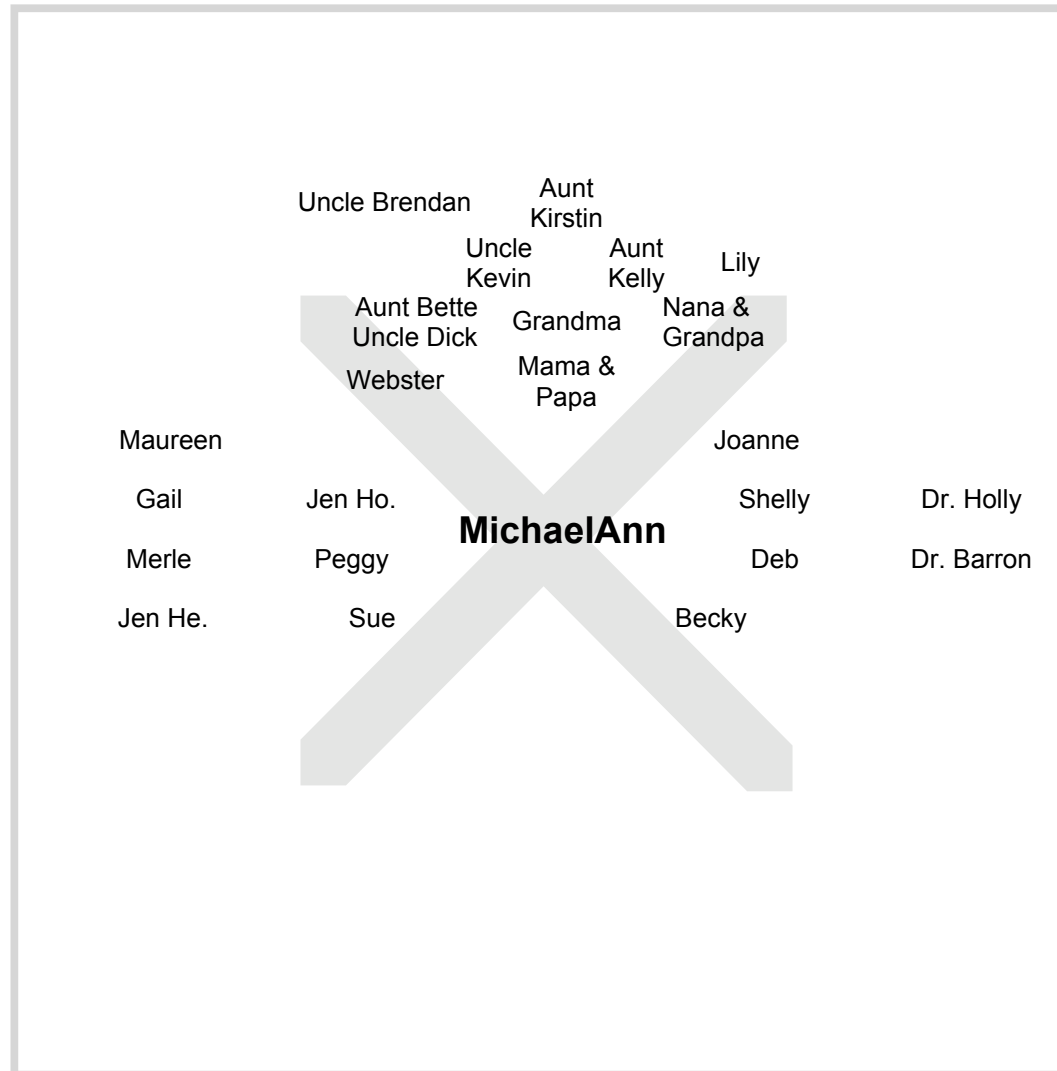 Uncle Brendan
Aunt
Kirstin
Uncle
Kevin
Aunt
Kelly
Lily
Aunt Bette
Uncle Dick
Grandma
Nana &
Grandpa
Webster
Mama &
Papa
Maureen
Joanne
Gail
Jen Ho.
Shelly
Dr. Holly
MichaelAnn
Merle
Peggy
Deb
Dr. Barron
Jen He.
Sue
Becky